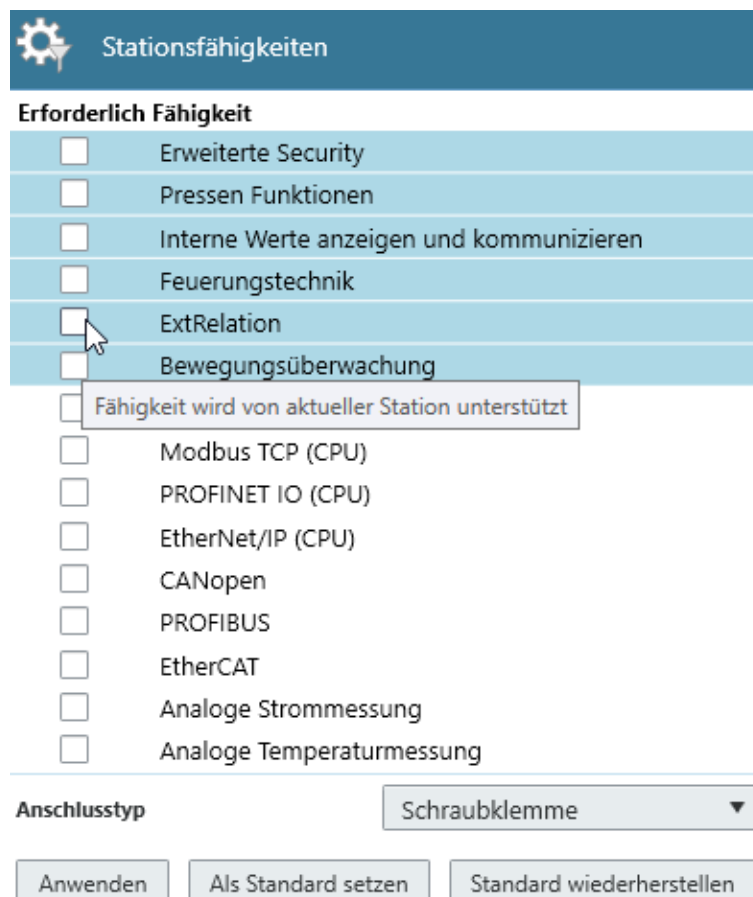 Stationsfähigkeiten
Erforderlich Fähigkeit
Erweiterte Security
Pressen Funktionen
Interne Werte anzeigen und kommunizieren
Feuerungstechnik
ExtRelation
Bewegungsüberwachung
Fähigkeit wird von aktueller Station unterstützt
Modbus TCP (CPU)
PROFINET IO (CPU)
EtherNet/IP (CPU)
CANopen
PROFIBUS
EtherCAT
Analoge Strommessung
Analoge Temperaturmessung
Anschlusstyp Schraubklemme
Anwenden Als Standard setzen Standard wiederherstellen